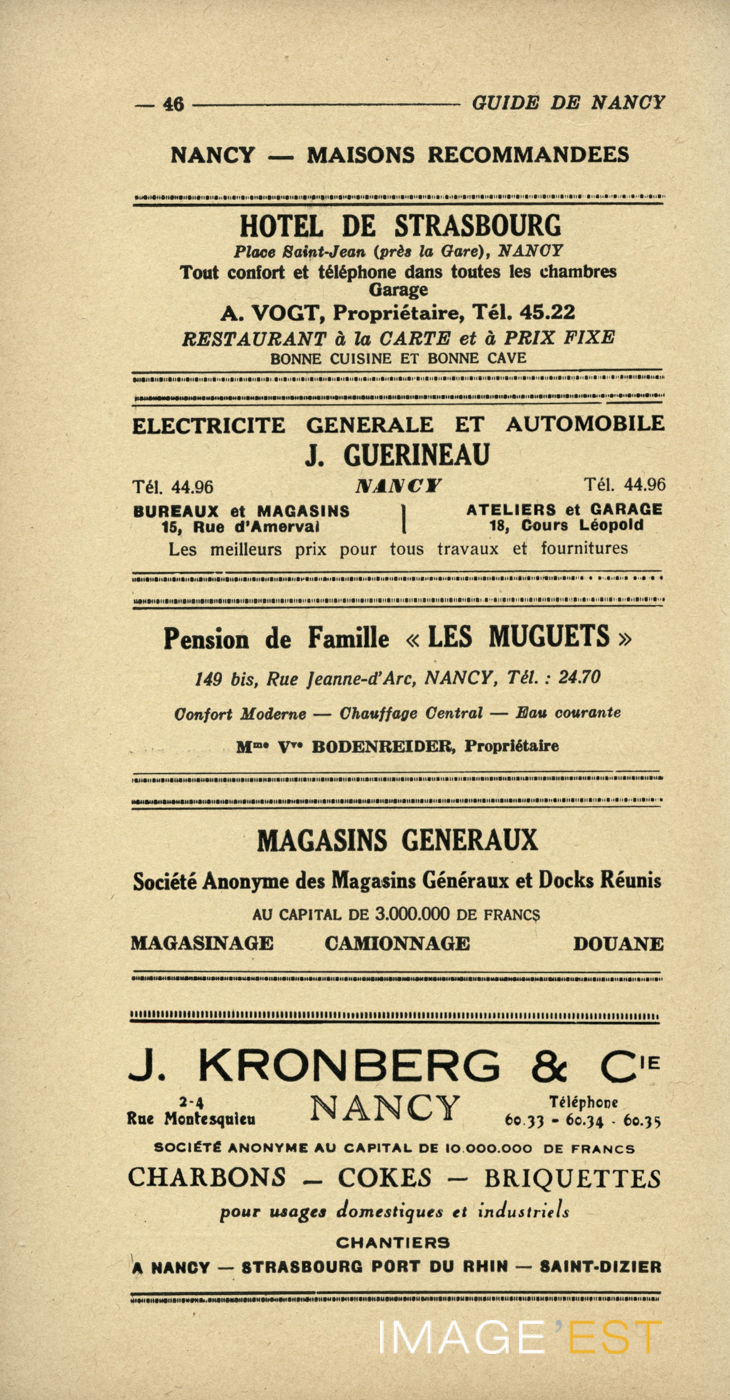 — 46 — GUIDE DE NANCY
NANCY — MAISONS RECOMMANDEES
HOTEL DE STRASBOURG
Place Saint-Jean (près la Gare), NANCY
Tout confort et téléphone dans toutes les chambres
Garage
A. VOGT, Propriétaire, Tél. 45.22
RESTAURANT à la CARTE et à PRIX FIXE
BONNE CUISINE ET BONNE CAVE
ELECTRICITE GENERALE ET AUTOMOBILE
J. GUERINEAU
Tél. 44.96 NANCY Tél. 44.96
BUREAUX et MAGASINS ATELIERS et GARAGE
15, Rue d'Amerval 18, Cours Léopold
Les meilleurs prix pour tous travaux et fournitures
Pension de Famille « LES MUGUETS »
149 bis, Rue Jeanne-d'Arc, NANCY, Tél. : 24.70
Confort Moderne — Chauffage Central — Eau courante
Mme Vve BODENREIDER, Propriétaire
MAGASINS GENERAUX
Société Anonyme des Magasins Généraux et Docks Réunis
AU CAPITAL DE 3.000.000 DE FRANCS
MAGASINAGE CAMIONNAGE DOUANE
J. KRONBERG & CIE
2-4 Rue Montesquieu NANCY Téléphone 60.33 - 60.34 - 60.35
SOCIÉTÉ ANONYME AU CAPITAL DE 10.000.000 DE FRANCS
CHARBONS — COKES — BRIQUETTES
pour usages domestiques et industriels
CHANTIERS
A NANCY — STRASBOURG PORT DU RHIN — SAINT-DIZIER
IMAGE'EST